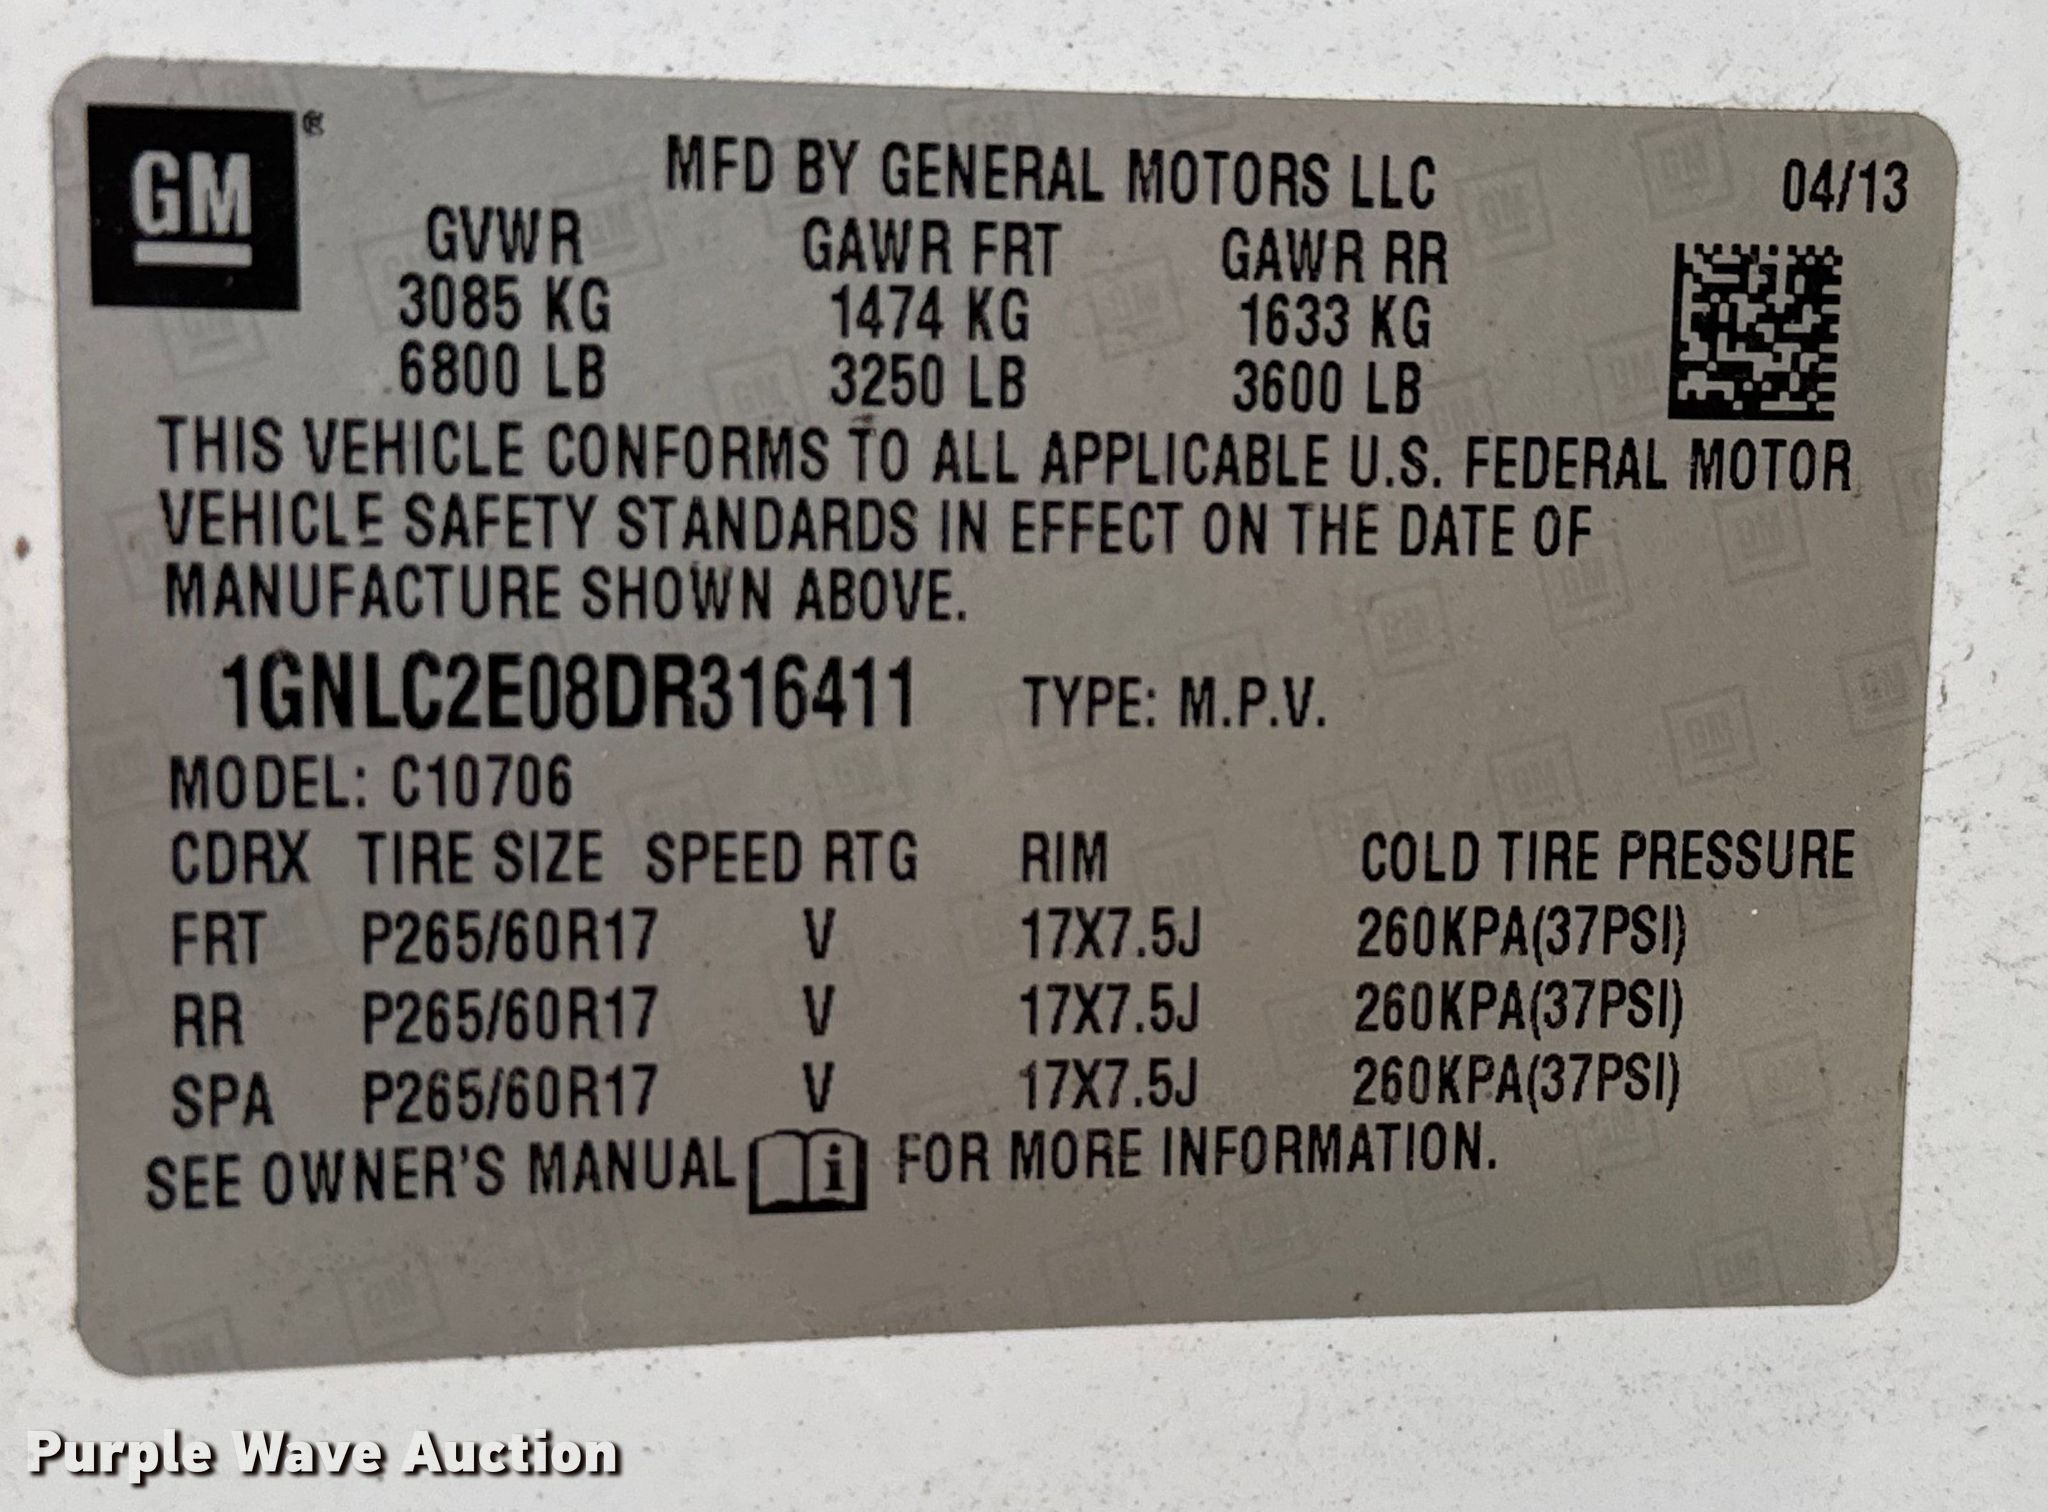 GM
MFD BY GENERAL MOTORS LLC 04/13
GVWR GAWR FRT GAWR RR
3085 KG 1474 KG 1633 KG
6800 LB 3250 LB 3600 LB
THIS VEHICLE CONFORMS TO ALL APPLICABLE U.S. FEDERAL MOTOR
VEHICLE SAFETY STANDARDS IN EFFECT ON THE DATE OF
MANUFACTURE SHOWN ABOVE.
1GNLC2E08DR316411 TYPE: M.P.V.
MODEL: C10706
CDRX TIRE SIZE SPEED RTG RIM COLD TIRE PRESSURE
FRT P265/60R17 V 17X7.5J 260KPA(37PSI)
RR P265/60R17 V 17X7.5J 260KPA(37PSI)
SPA P265/60R17 V 17X7.5J 260KPA(37PSI)
SEE OWNER'S MANUAL i FOR MORE INFORMATION.
Purple Wave Auction